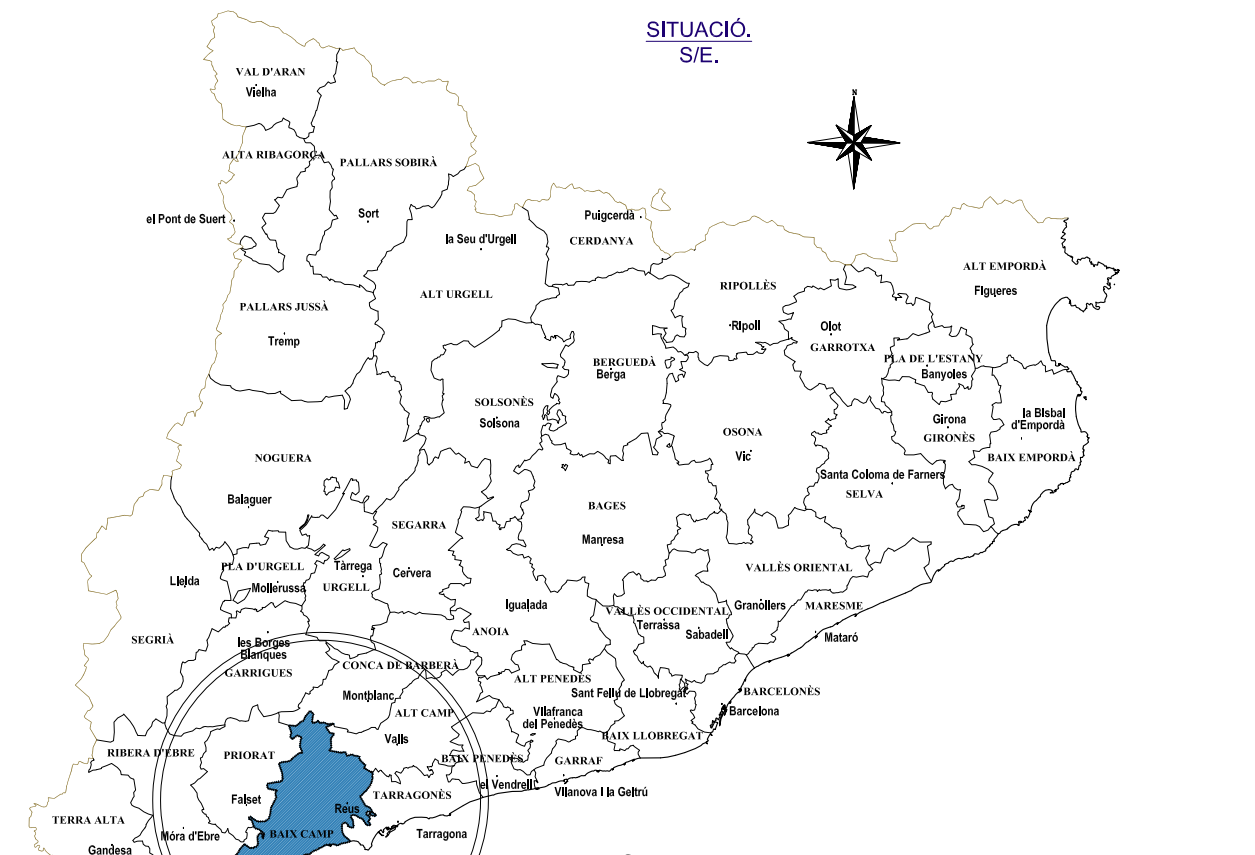 SITUACIÓ.
S/E.
N
VAL D'ARAN
Vielha
ALTA RIBAGORÇA
PALLARS SOBIRÀ
el Pont de Suert
Sort
la Seu d'Urgell
Puigcerdà
CERDANYA
ALT URGELL
PALLARS JUSSÀ
Tremp
RIPOLLÈS
Ripoll
ALT EMPORDÀ
Figueres
Olot
GARROTXA
PLA DE L'ESTANY
Banyoles
BERGUEDÀ
Berga
SOLSONÈS
Solsona
OSONA
Vic
Girona
GIRONÈS
la Bisbal
d'Empordà
BAIX EMPORDÀ
NOGUERA
Balaguer
Santa Coloma de Farners
SELVA
BAGES
Manresa
SEGARRA
Cervera
PLA D'URGELL
Mollerussa
Tàrrega
URGELL
Lleida
VALLÈS ORIENTAL
Granollers
MARESME
Mataró
VALLÈS OCCIDENTAL
Terrassa
Sabadell
Igualada
ANOIA
SEGRIÀ
les Borges
Blanques
GARRIGUES
CONCA DE BARBERÀ
Montblanc
ALT PENEDÈS
Sant Feliu de Llobregat
BARCELONÈS
Barcelona
Vilafranca
del Penedès
BAIX LLOBREGAT
ALT CAMP
Valls
RIBERA D'EBRE
PRIORAT
BAIX PENEDÈS
GARRAF
el Vendrell
Vilanova i la Geltrú
Falset
Reus
TARRAGONÈS
TERRA ALTA
Móra d'Ebre
BAIX CAMP
Tarragona
Gandesa